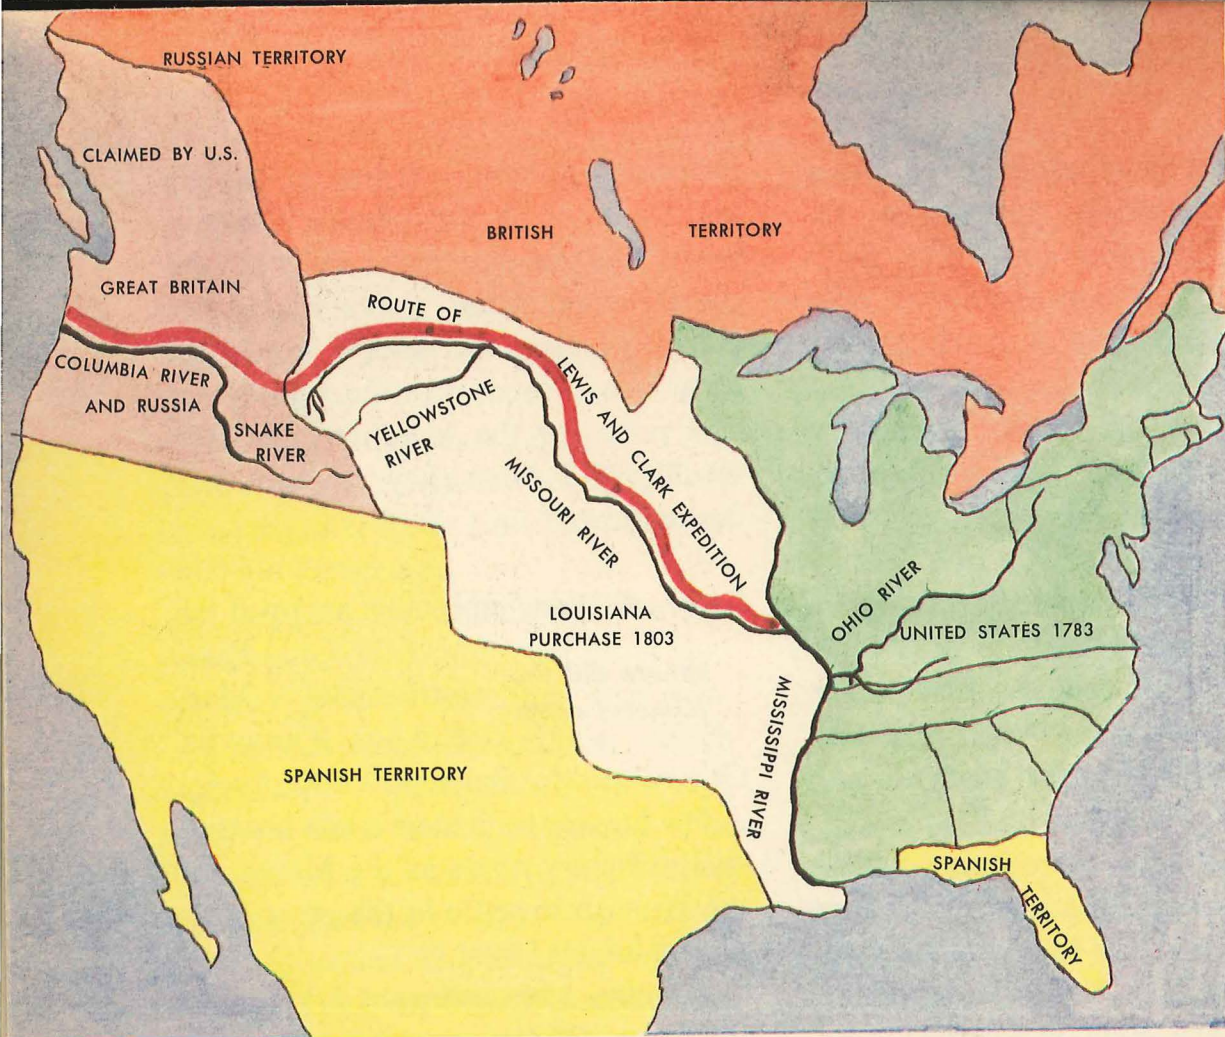 RUSSIAN TERRITORY
CLAIMED BY U.S.
BRITISH TERRITORY
GREAT BRITAIN
ROUTE OF
LEWIS AND CLARK EXPEDITION
COLUMBIA RIVER
AND RUSSIA
SNAKE
RIVER
YELLOWSTONE
RIVER
MISSOURI RIVER
LOUISIANA
PURCHASE 1803
OHIO RIVER
UNITED STATES 1783
MISSISSIPPI RIVER
SPANISH TERRITORY
SPANISH
TERRITORY